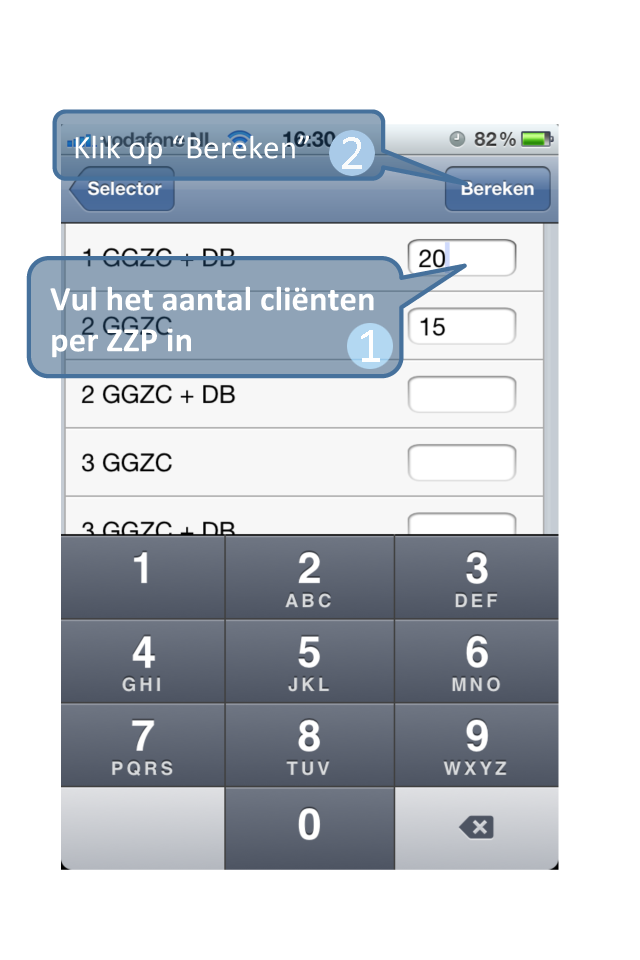 vodafone NL 16:30 82%
Klik op “Bereken” 2
Selector Bereken
1 GGZC + DB 20
Vul het aantal cliënten
per ZZP in 1
2 GGZC 15
2 GGZC + DB
3 GGZC
3 GGZC + DB
1 2 3
ABC DEF
4 5 6
GHI JKL MNO
7 8 9
PQRS TUV WXYZ
0